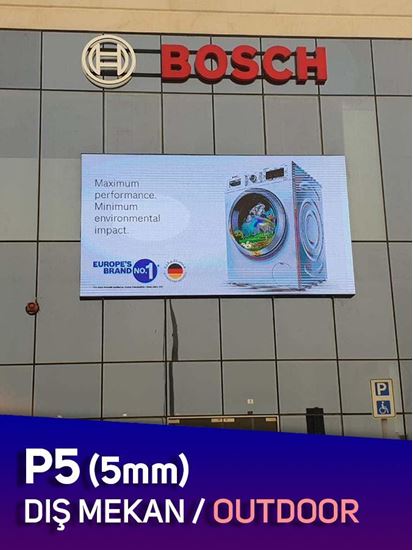 BOSCH
Maximum
performance.
Minimum
environmental
impact.
EUROPE'S
BRAND NO.1
P
P5 (5mm)
DIŞ MEKAN / OUTDOOR